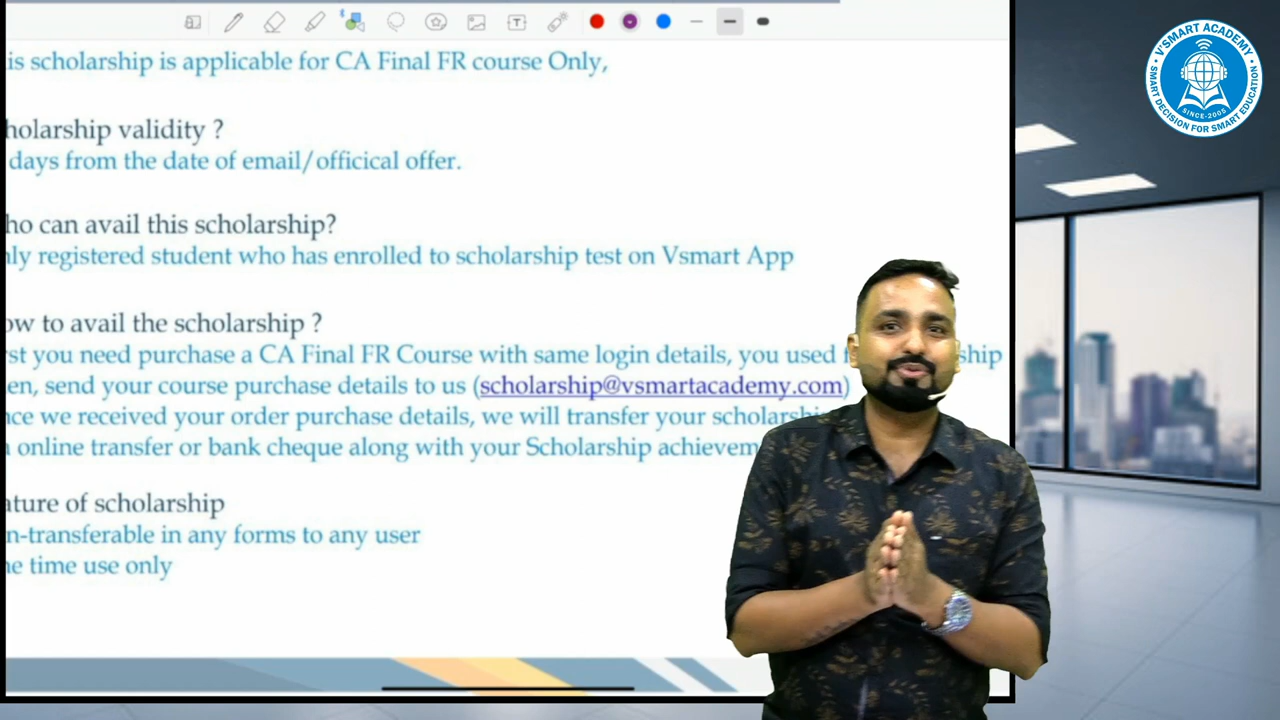 is scholarship is applicable for CA Final FR course Only,
holarship validity ?
days from the date of email/officical offer.
ho can avail this scholarship?
nly registered student who has enrolled to scholarship test on Vsmart App
ow to avail the scholarship ?
rst you need purchase a CA Final FR Course with same login details, you used f ship
en, send your course purchase details to us (scholarship@vsmartacademy.com)
nce we received your order purchase details, we will transfer your scholarshi
online transfer or bank cheque along with your Scholarship achievem
ature of scholarship
n-transferable in any forms to any user
ne time use only
V'SMART ACADEMY
SINCE-2005
SMART DECISION FOR SMART EDUCATION
T